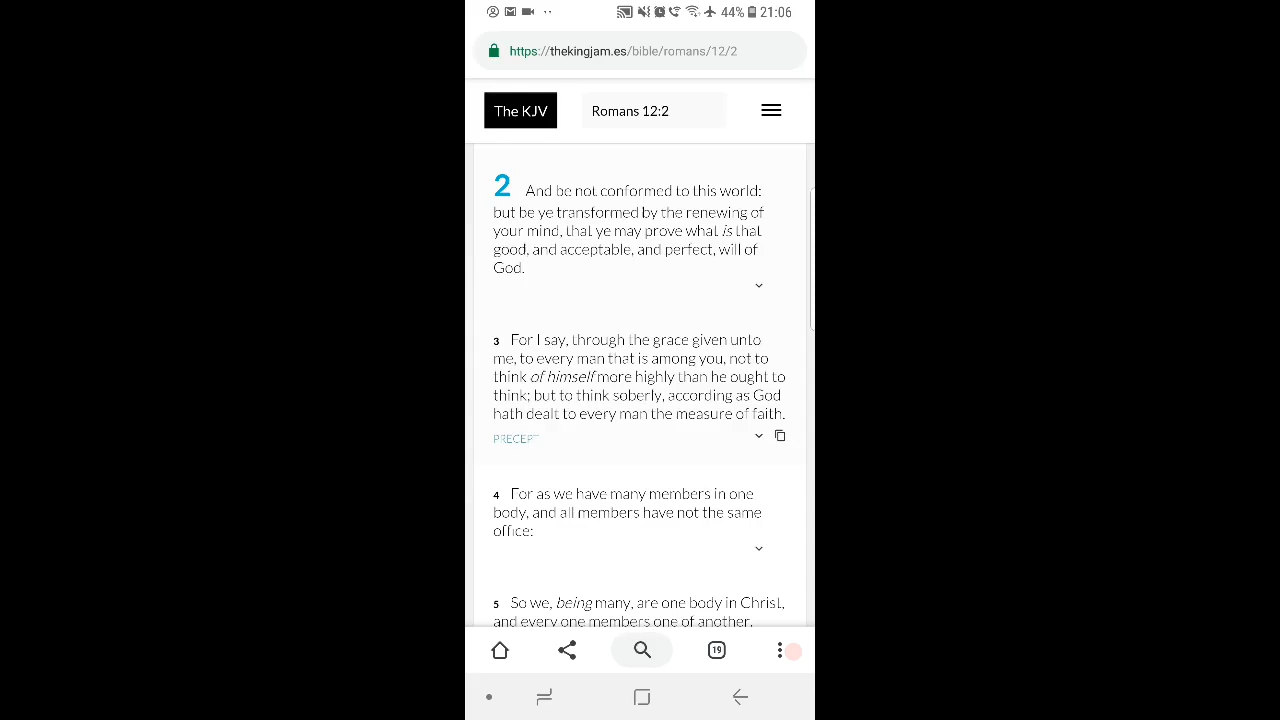 44% 21:06
https://thekingjam.es/bible/romans/12/2
The KJV
Romans 12:2
2 And be not conformed to this world:
but be ye transformed by the renewing of
your mind, that ye may prove what is that
good, and acceptable, and perfect, will of
God.
3 For I say, through the grace given unto
me, to every man that is among you, not to
think of himself more highly than he ought to
think; but to think soberly, according as God
hath dealt to every man the measure of faith.
PRECEPT
4 For as we have many members in one
body, and all members have not the same
office:
5 So we, being many, are one body in Christ,
and every one members one of another.
19